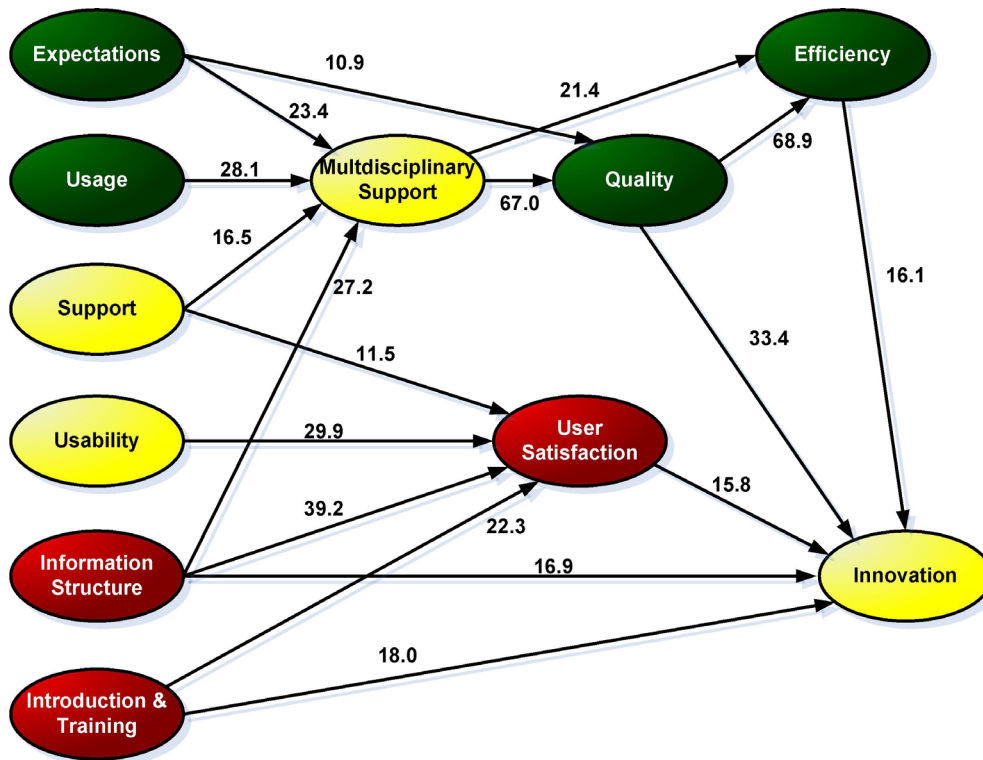 Expectations
Efficiency
10.9
21.4
23.4
68.9
Usage
28.1
Multdisciplinary
Support
67.0
Quality
16.5
Support
27.2
16.1
11.5
33.4
Usability
29.9
User
Satisfaction
15.8
39.2
22.3
Information
Structure
16.9
Innovation
18.0
Introduction &
Training